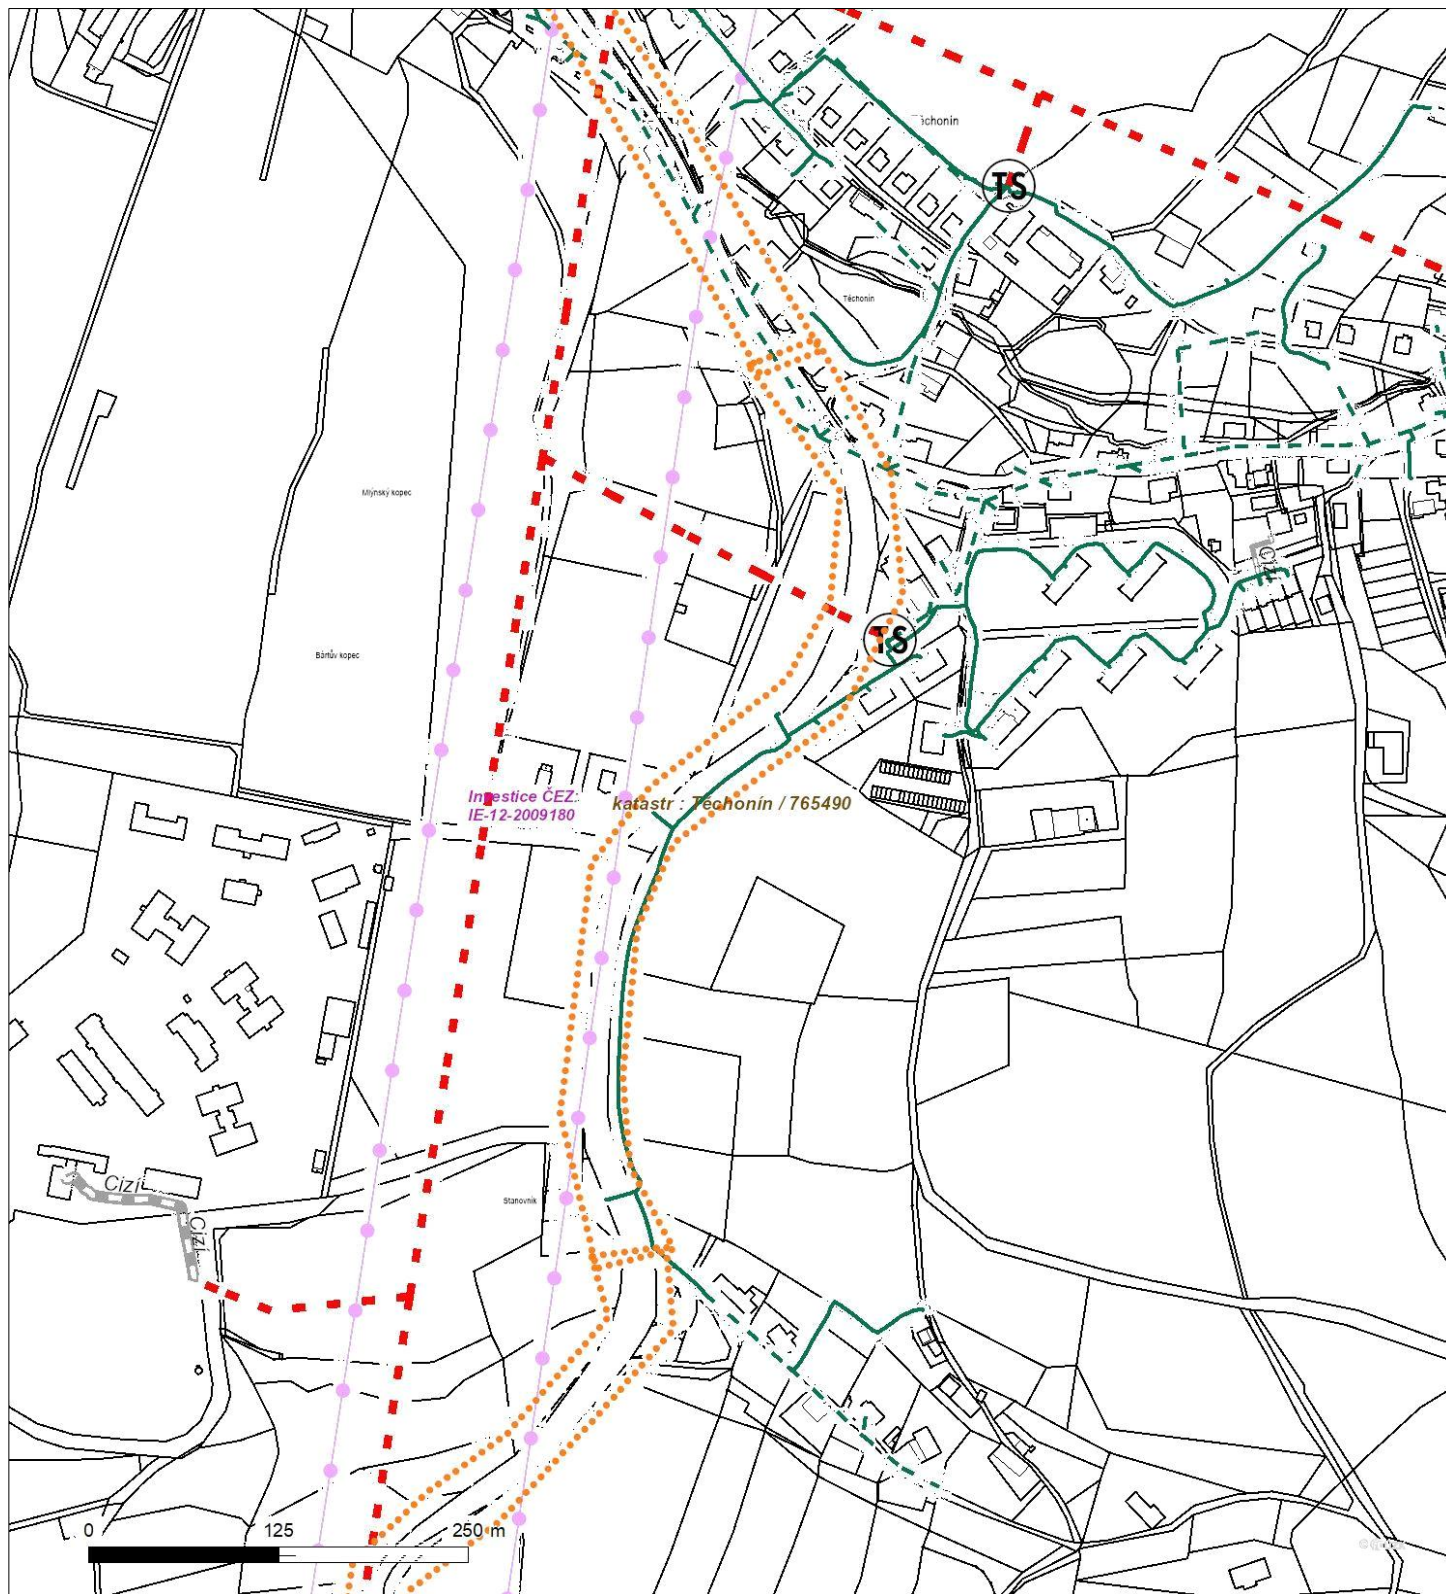 Těchonín
TS
Těchonín
Mlýnský kopec
Cizí
TS
Bártův kopec
Investice ČEZ:
IE-12-2009180
katastr : Těchonín / 765490
Cizí
Stanovník
Cizí
0 125 250 m